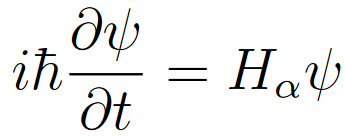 iℏ ∂ψ/∂t = H_α ψ